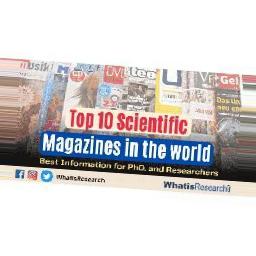 Top 10 Scientific
Magazines in the world
Best Information for PhD. and Researchers
WhatisResearch
WhatisResearch